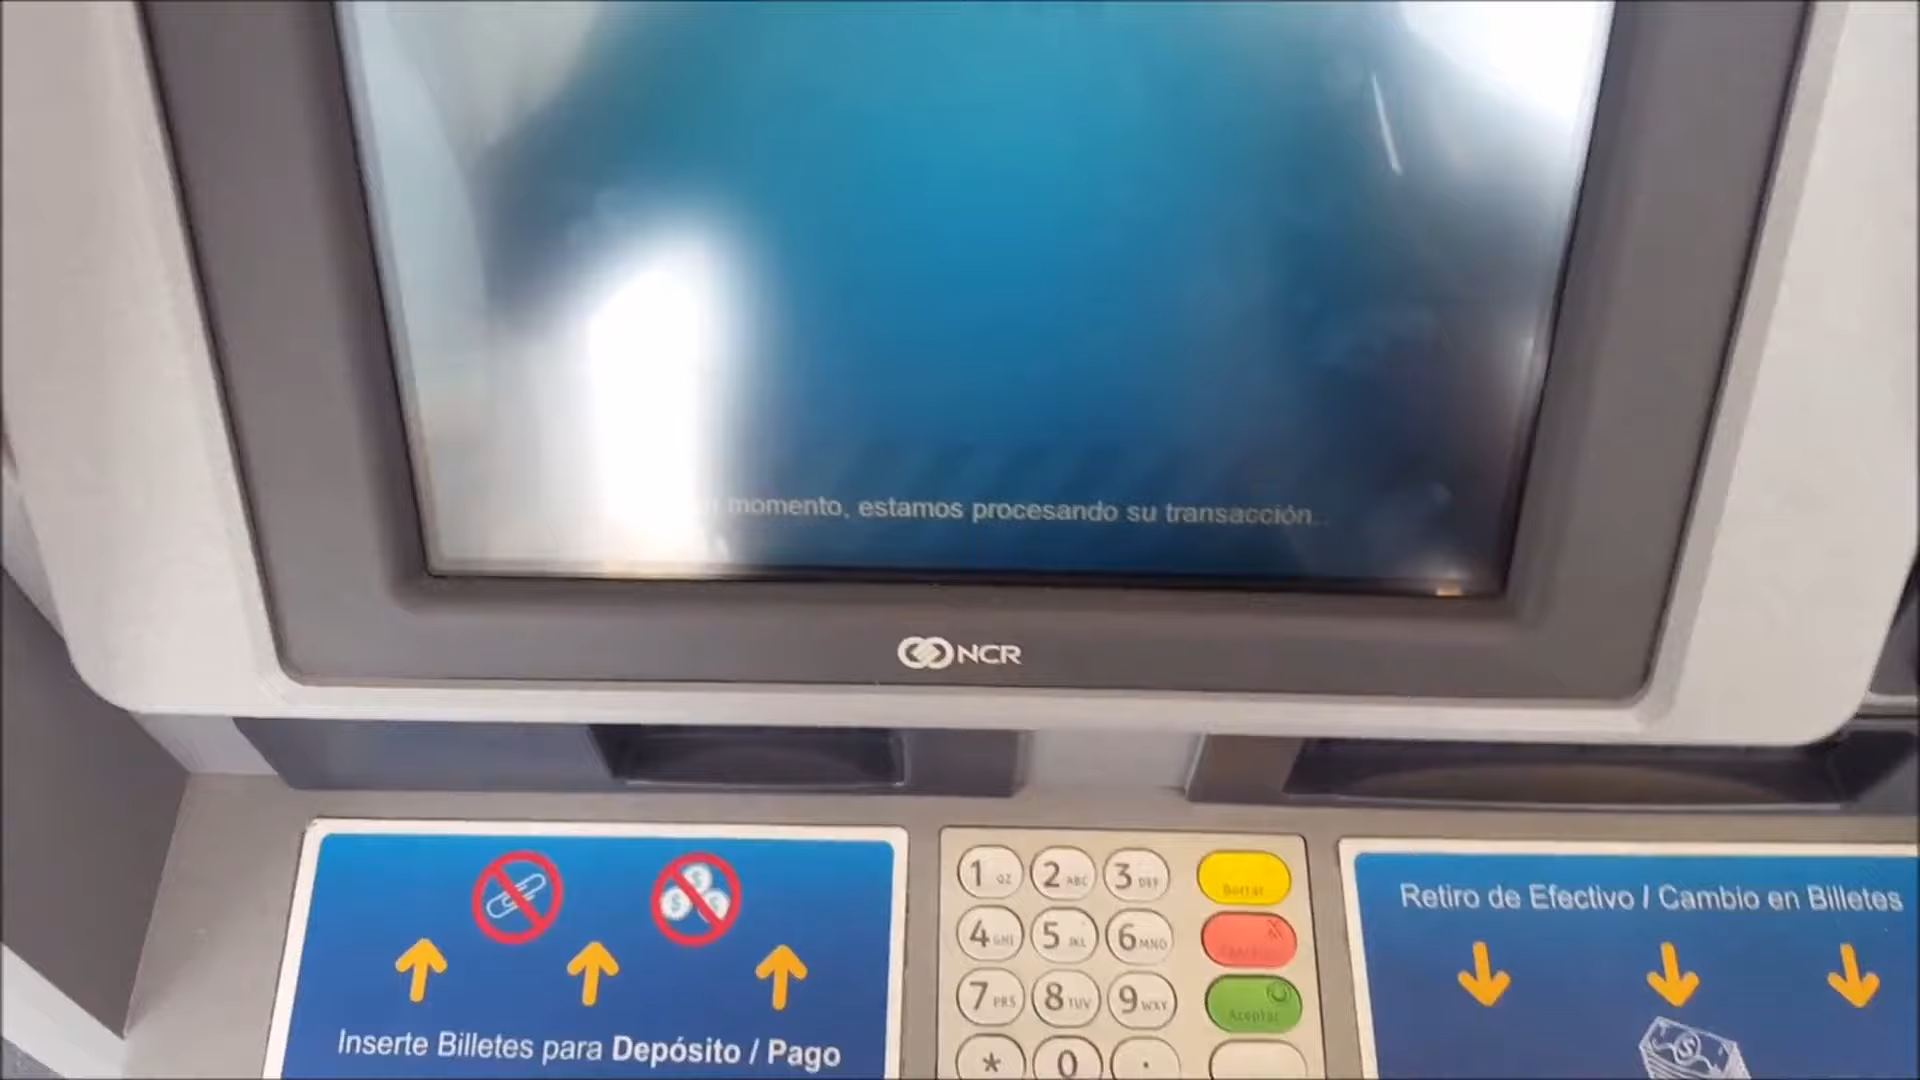 momento, estamos procesando su transacción..
NCR
Inserte Billetes para Depósito / Pago
1 QZ 2 ABC 3 DEF Borrar
4 GHI 5 JKL 6 MNO
7 PRS 8 TUV 9 WXY Aceptar
* 0 .
Retiro de Efectivo / Cambio en Billetes